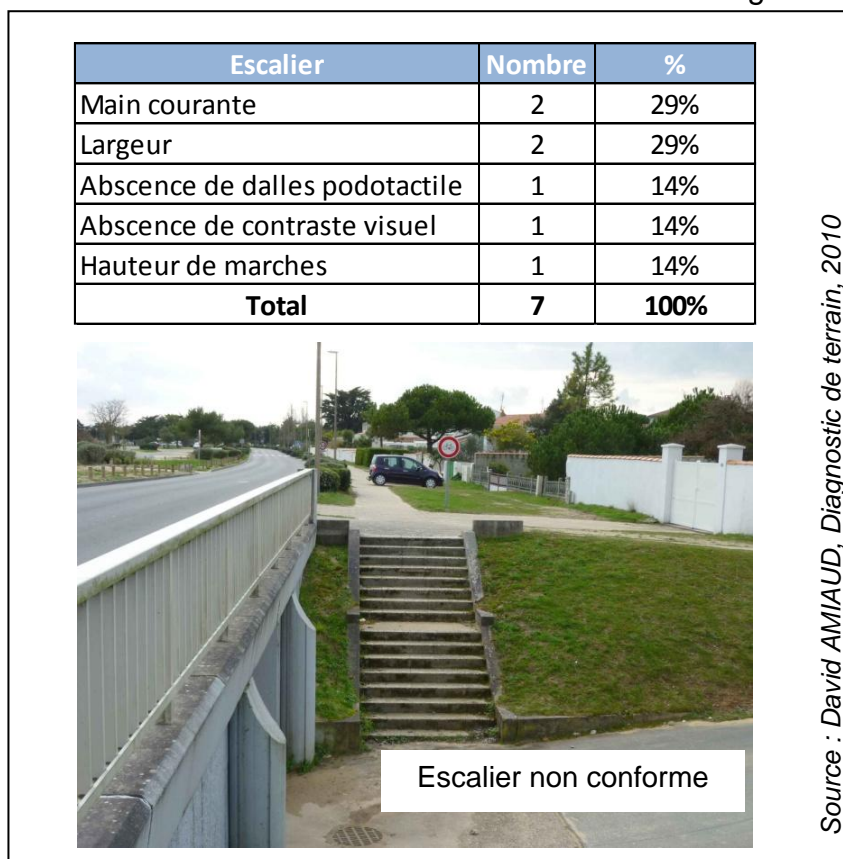 Escalier Nombre %
Main courante 2 29%
Largeur 2 29%
Abscence de dalles podotactile 1 14%
Abscence de contraste visuel 1 14%
Hauteur de marches 1 14%
Total 7 100%
Escalier non conforme
Source : David AMIAUD, Diagnostic de terrain, 2010